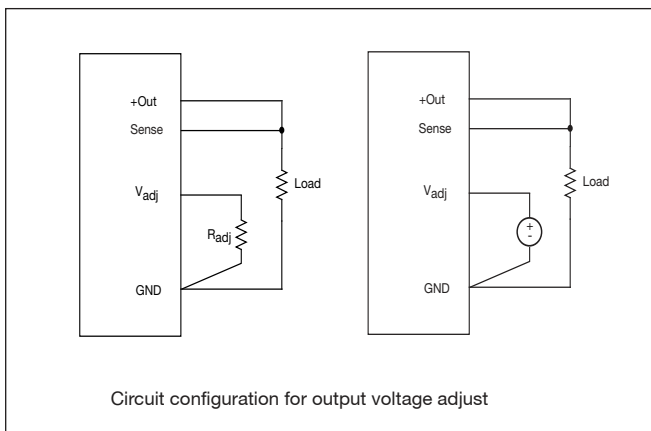 +Out
Sense
Vadj
Radj
GND
Load
+Out
Sense
Vadj
+
-
GND
Load
Circuit configuration for output voltage adjust